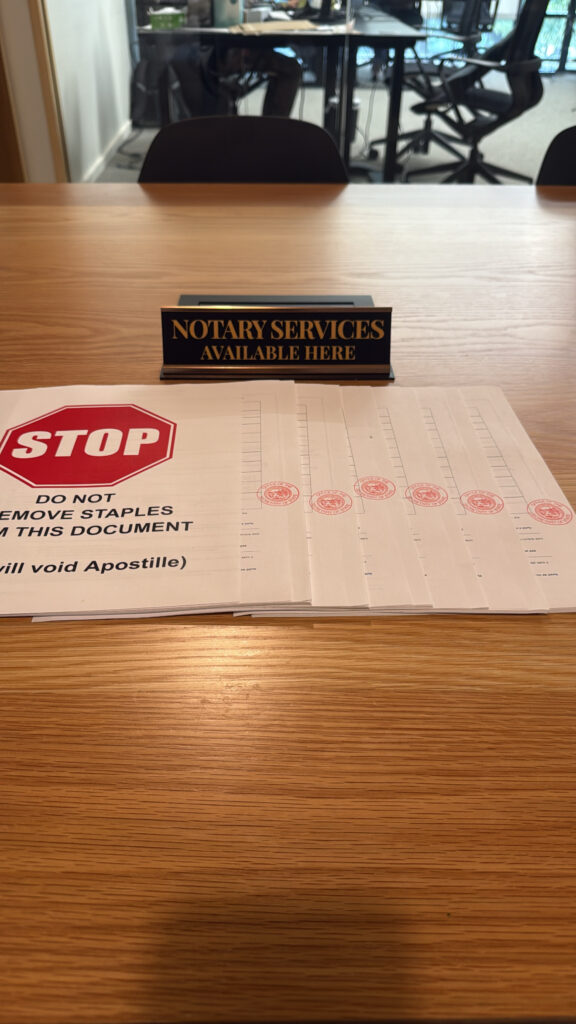 NOTARY SERVICES
AVAILABLE HERE
STOP
DO NOT
EMOVE STAPLES
M THIS DOCUMENT
vill void Apostille)